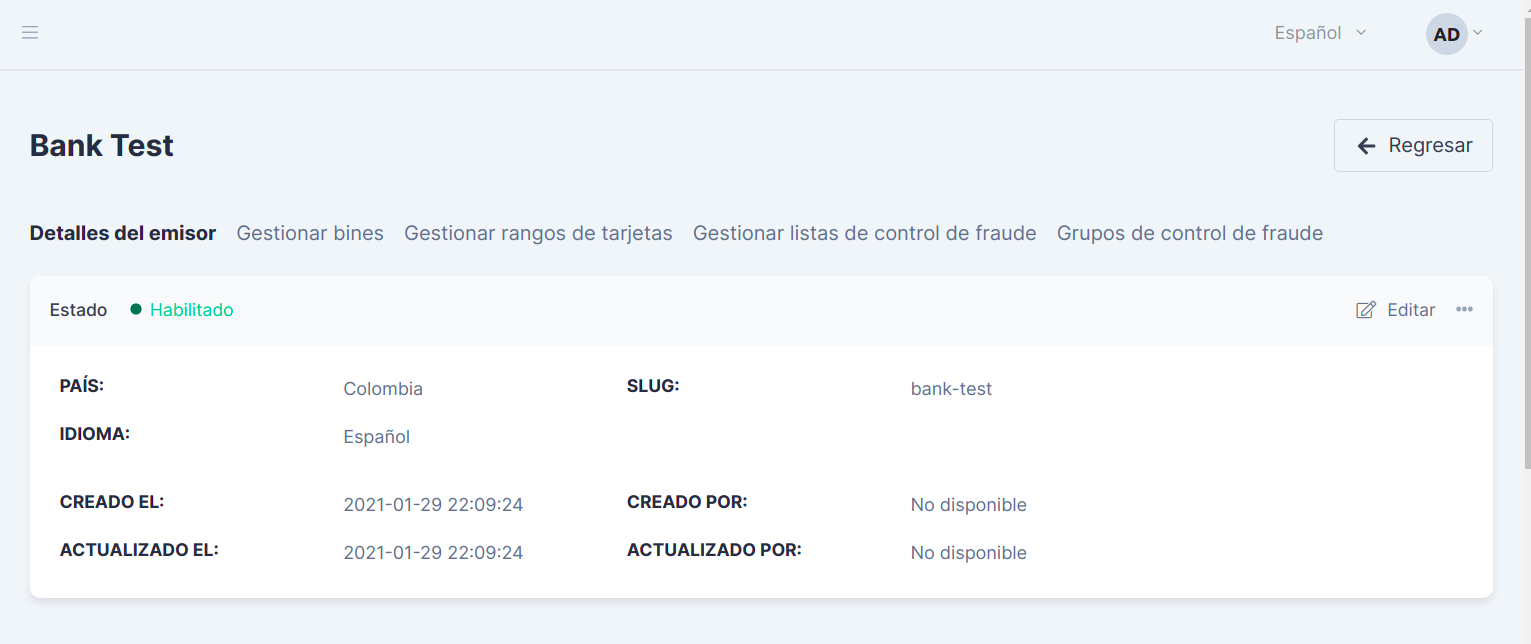 Español
AD
Bank Test
Regresar
Detalles del emisor Gestionar bines Gestionar rangos de tarjetas Gestionar listas de control de fraude Grupos de control de fraude
Estado Habilitado Editar
PAÍS: Colombia SLUG: bank-test
IDIOMA: Español
CREADO EL: 2021-01-29 22:09:24 CREADO POR: No disponible
ACTUALIZADO EL: 2021-01-29 22:09:24 ACTUALIZADO POR: No disponible